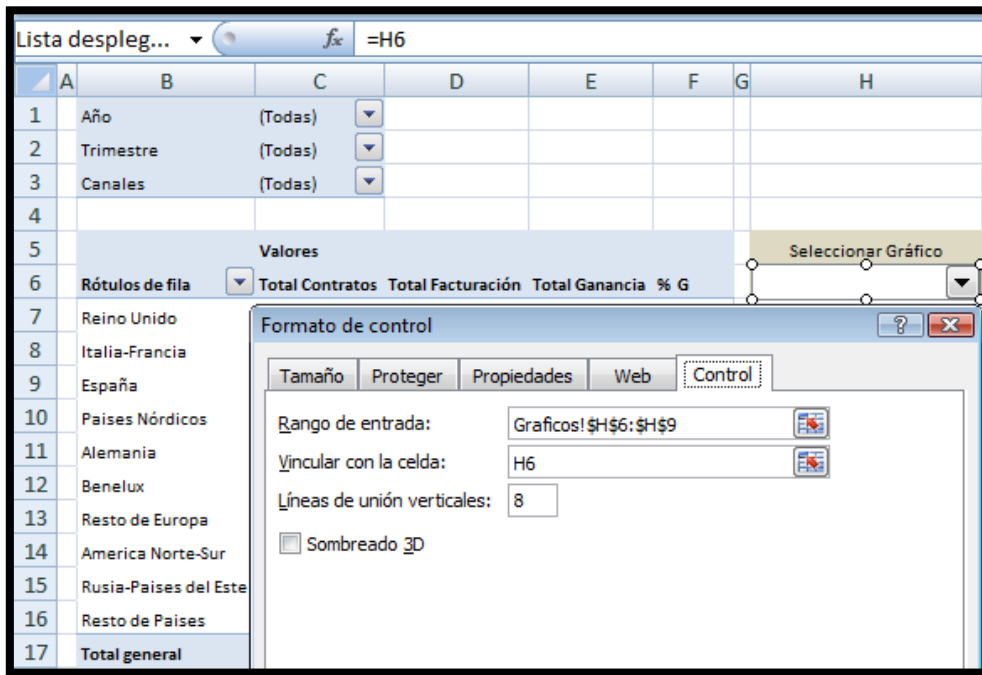 Lista despleg... fx =H6
A B C D E F G H
1 Año (Todas)
2 Trimestre (Todas)
3 Canales (Todas)
4
5 Valores Seleccionar Gráfico
6 Rótulos de fila Total Contratos Total Facturación Total Ganancia % G
7 Reino Unido
8 Italia-Francia
9 España
10 Paises Nórdicos
11 Alemania
12 Benelux
13 Resto de Europa
14 America Norte-Sur
15 Rusia-Paises del Este
16 Resto de Paises
17 Total general
Formato de control ?
Tamaño Proteger Propiedades Web Control
Rango de entrada: Graficos!$H$6:$H$9
Vincular con la celda: H6
Líneas de unión verticales: 8
Sombreado 3D